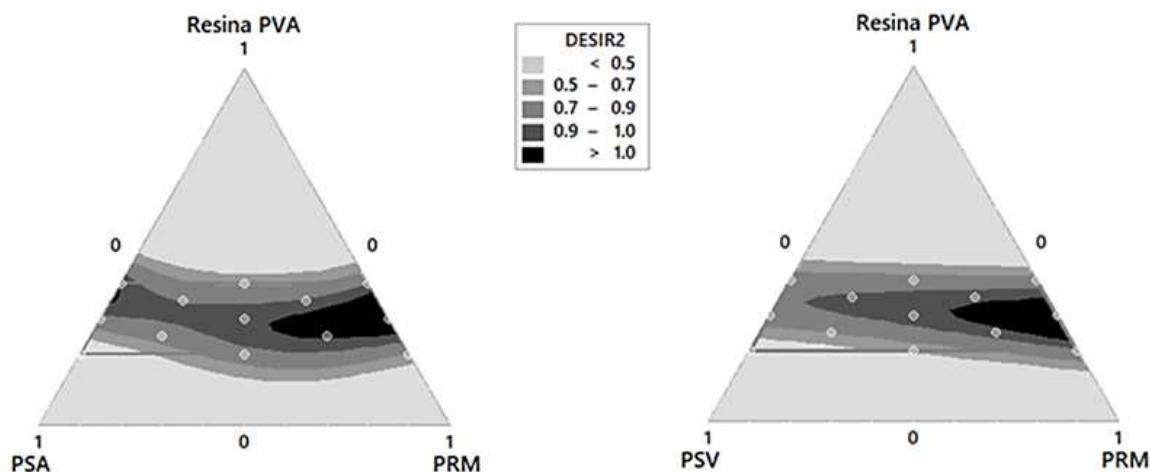 Resina PVA
1
0
0
1
0
1
PSA
PRM
DESIR2
< 0.5
0.5 – 0.7
0.7 – 0.9
0.9 – 1.0
> 1.0
Resina PVA
1
0
0
1
0
1
PSV
PRM